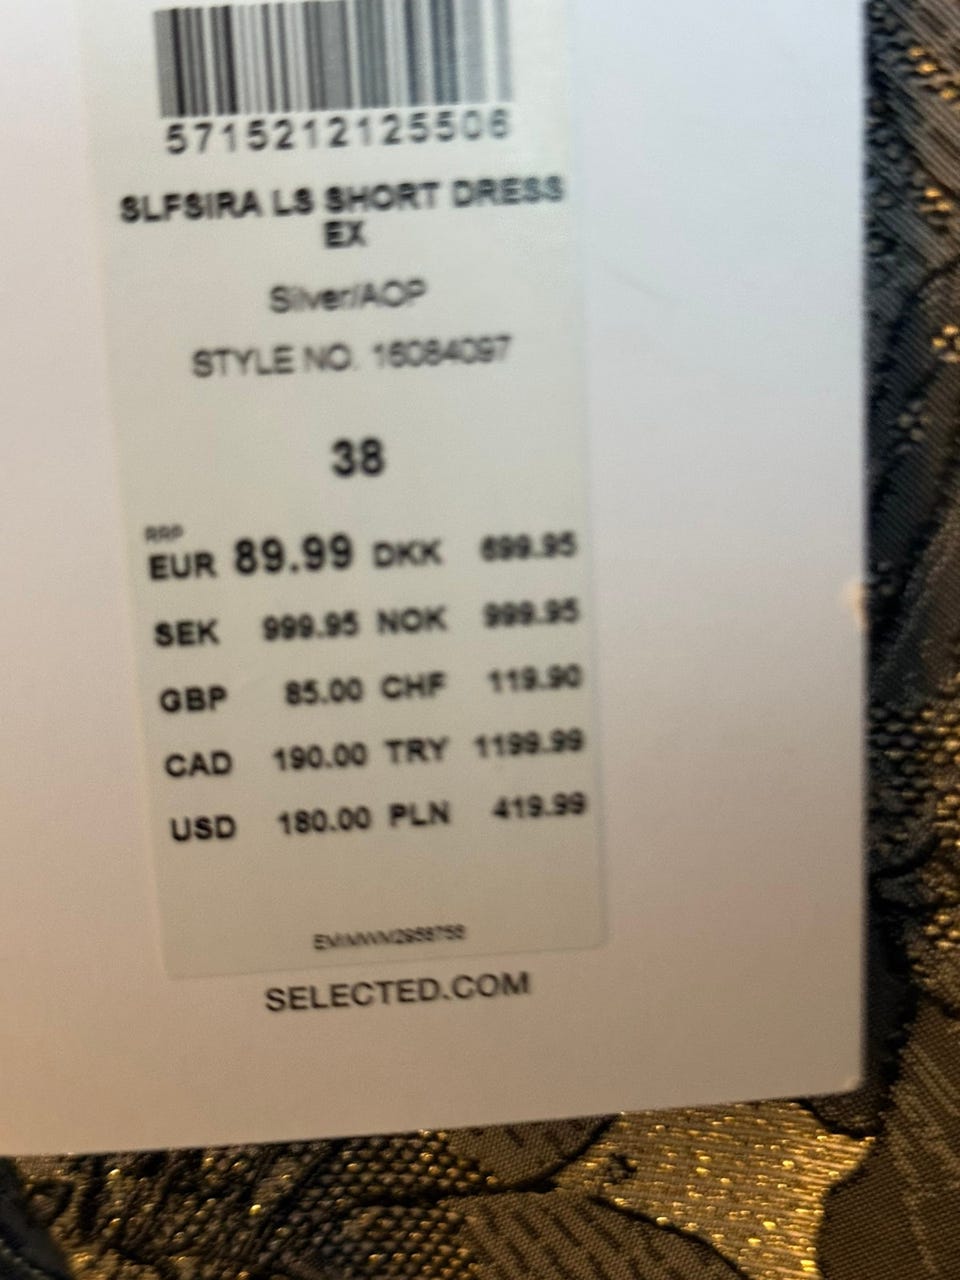 5715212125506
SLFSIRA LS SHORT DRESS
EX
Silver/AOP
STYLE NO. 16084097
38
RRP
EUR 89.99 DKK 699.95
SEK 999.95 NOK 999.95
GBP 85.00 CHF 119.90
CAD 190.00 TRY 1199.99
USD 180.00 PLN 419.99
SELECTED.COM